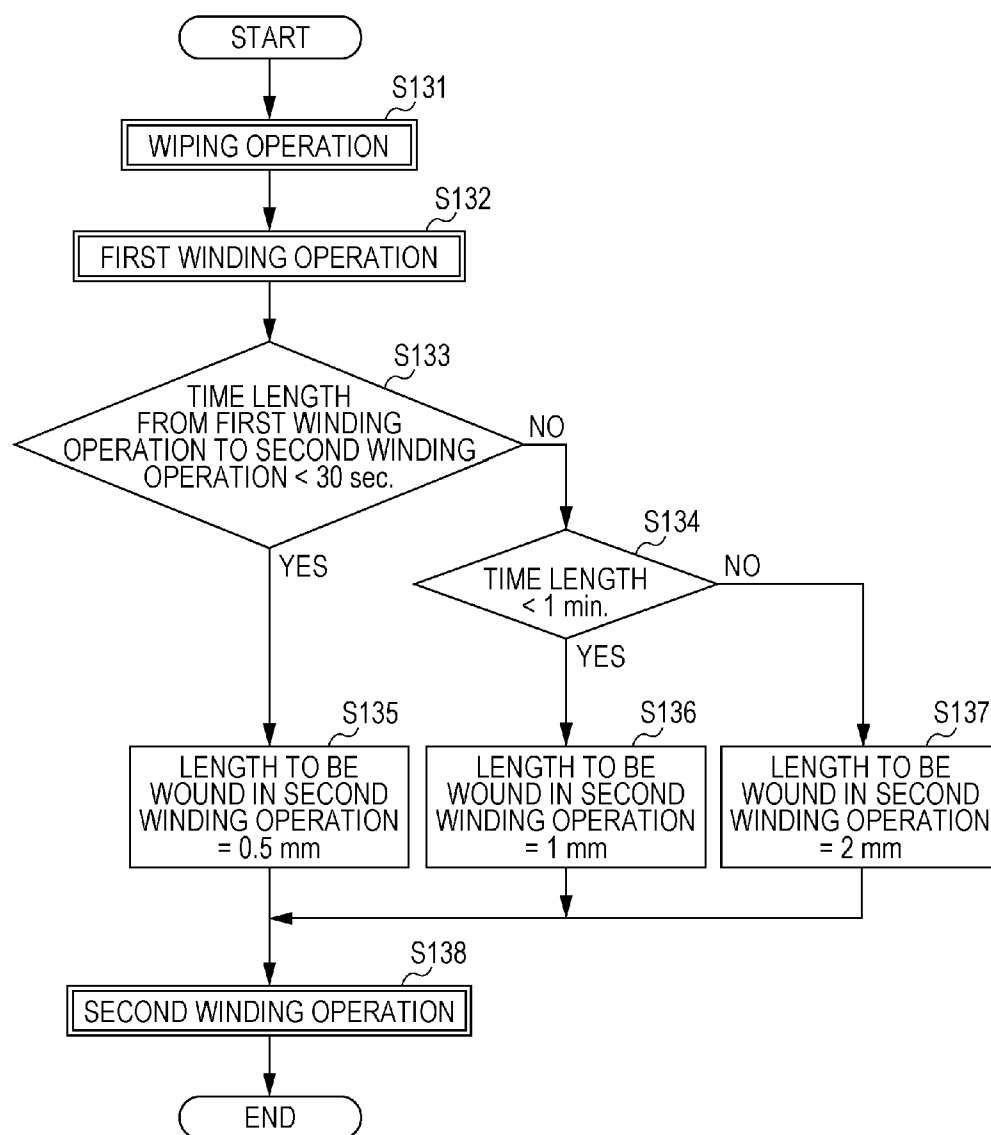 START
S131
WIPING OPERATION
S132
FIRST WINDING OPERATION
S133
TIME LENGTH
FROM FIRST WINDING
OPERATION TO SECOND WINDING
OPERATION < 30 sec.
NO
YES
S134
TIME LENGTH
< 1 min.
NO
YES
S135
LENGTH TO BE
WOUND IN SECOND
WINDING OPERATION
= 0.5 mm
S136
LENGTH TO BE
WOUND IN SECOND
WINDING OPERATION
= 1 mm
S137
LENGTH TO BE
WOUND IN SECOND
WINDING OPERATION
= 2 mm
S138
SECOND WINDING OPERATION
END